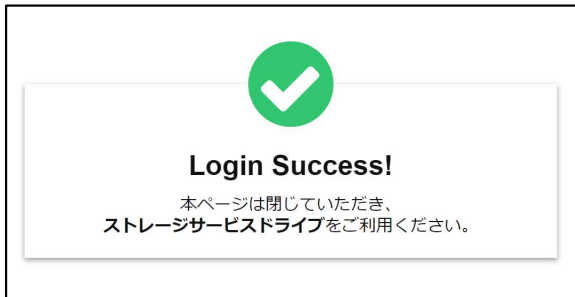 Login Success!
本ページは閉じていただき、
ストレージサービスドライブをご利用ください。